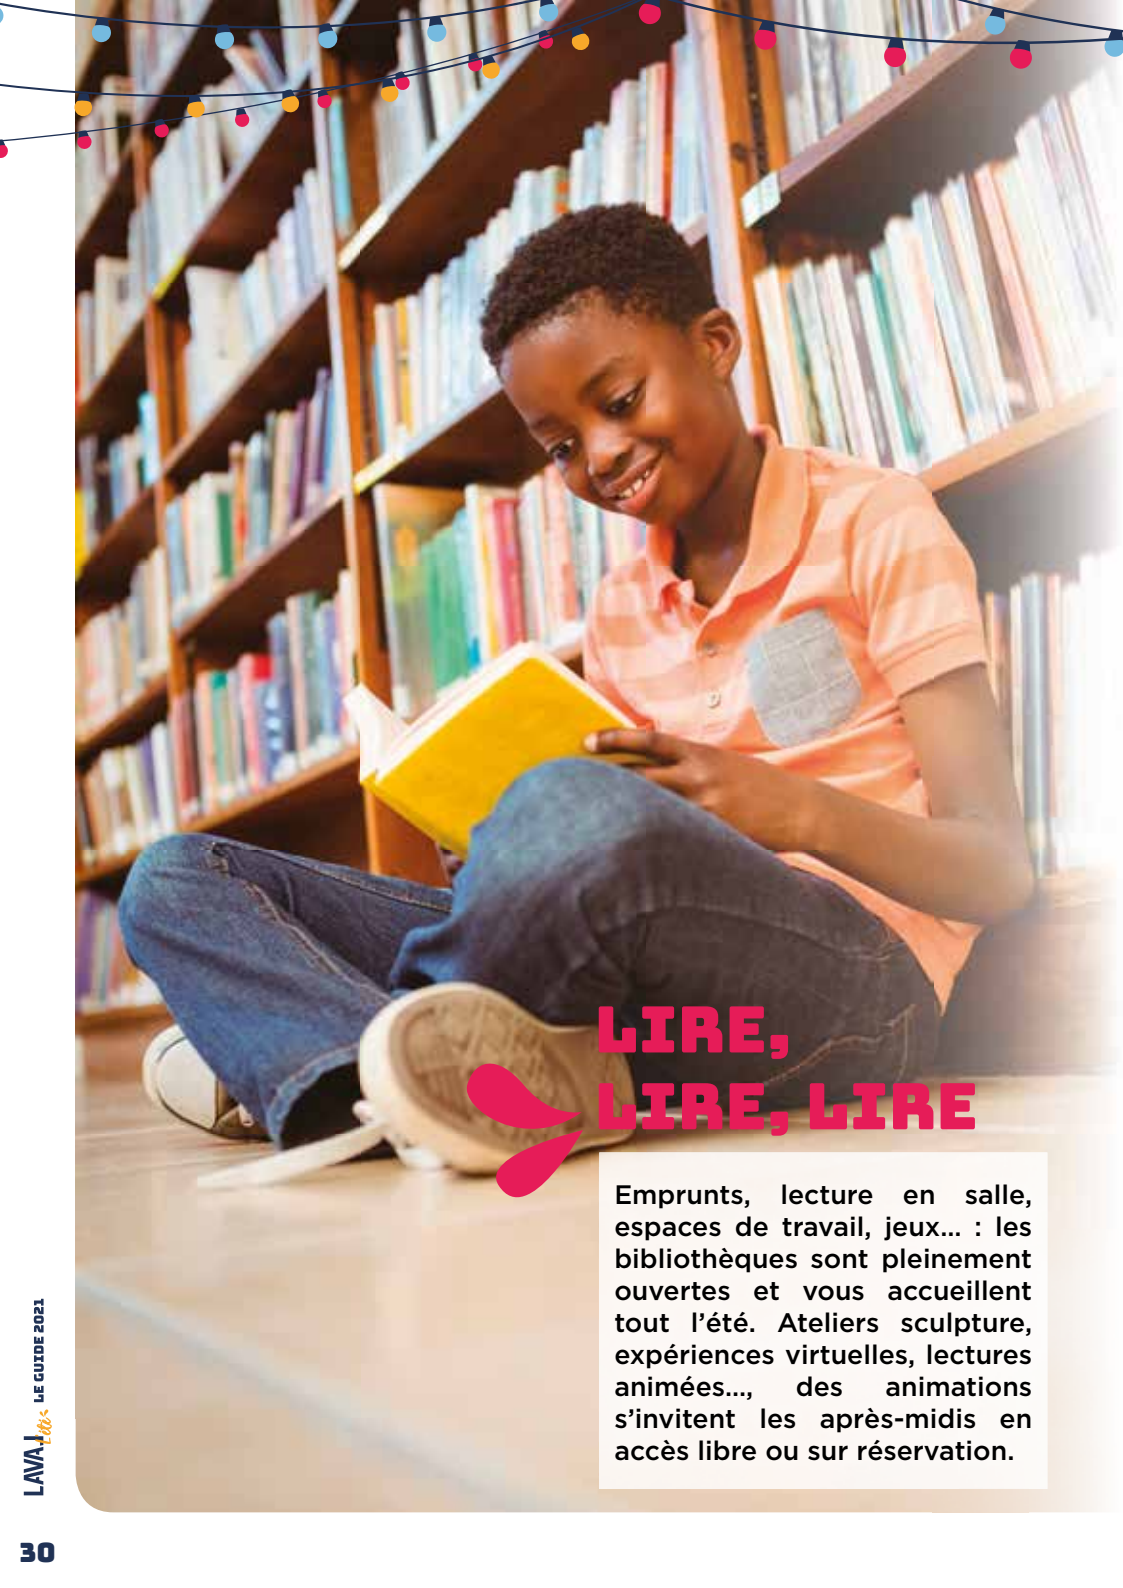 LIRE,
LIRE, LIRE
Emprunts, lecture en salle,
espaces de travail, jeux... : les
bibliothèques sont pleinement
ouvertes et vous accueillent
tout l’été. Ateliers sculpture,
expériences virtuelles, lectures
animées..., des animations
s’invitent les après-midis en
accès libre ou sur réservation.
LAVAL l'été LE GUIDE 2021
30